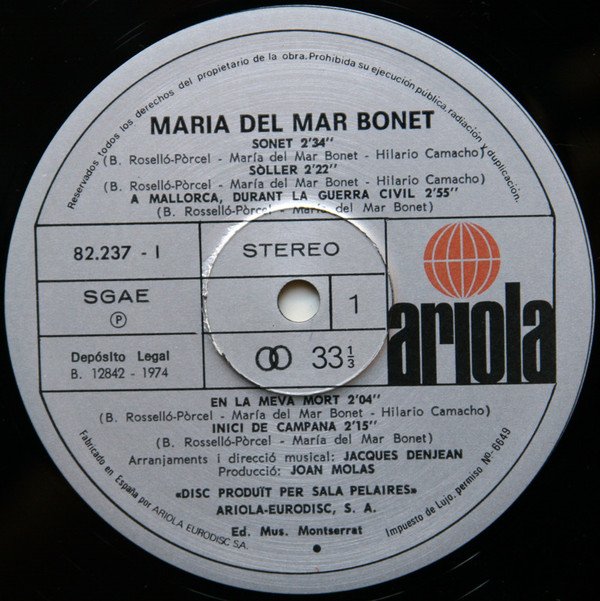 Reservados todos los derechos del propietario de la obra. Prohibida su ejecución publica, radiación y duplicación.
MARIA DEL MAR BONET
SONET 2'34"
(B. Roselló-Pòrcel - María del Mar Bonet - Hilario Camacho)
SÒLLER 2'22"
(B. Roselló-Pòrcel - María del Mar Bonet - Hilario Camacho)
A MALLORCA, DURANT LA GUERRA CIVIL 2'55"
(B. Rosselló-Pòrcel - María del Mar Bonet)
82.237 - I
STEREO
SGAE
P
1
ariola
Depósito Legal
B. 12842 - 1974
33 1/3
EN LA MEVA MORT 2'04"
(B. Rosselló-Pòrcel - María del Mar Bonet - Hilario Camacho)
INICI DE CAMPANA 2'15"
(B. Rosselló-Pòrcel - María del Mar Bonet)
Arranjaments i direcció musical: JACQUES DENJEAN
Producció: JOAN MOLAS
«DISC PRODUÏT PER SALA PELAIRES»
ARIOLA-EURODISC, S. A.
Ed. Mus. Montserrat
Fabricado en España por ARIOLA EURODISC S.A.
Impuesto de Lujo, permiso Nº 6649